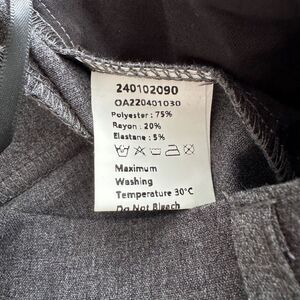 240102090
OA220401030
Polyester : 75%
Rayon : 20%
Elastane : 5%
Maximum
Washing
Temperature 30°C
Do Not Bleach